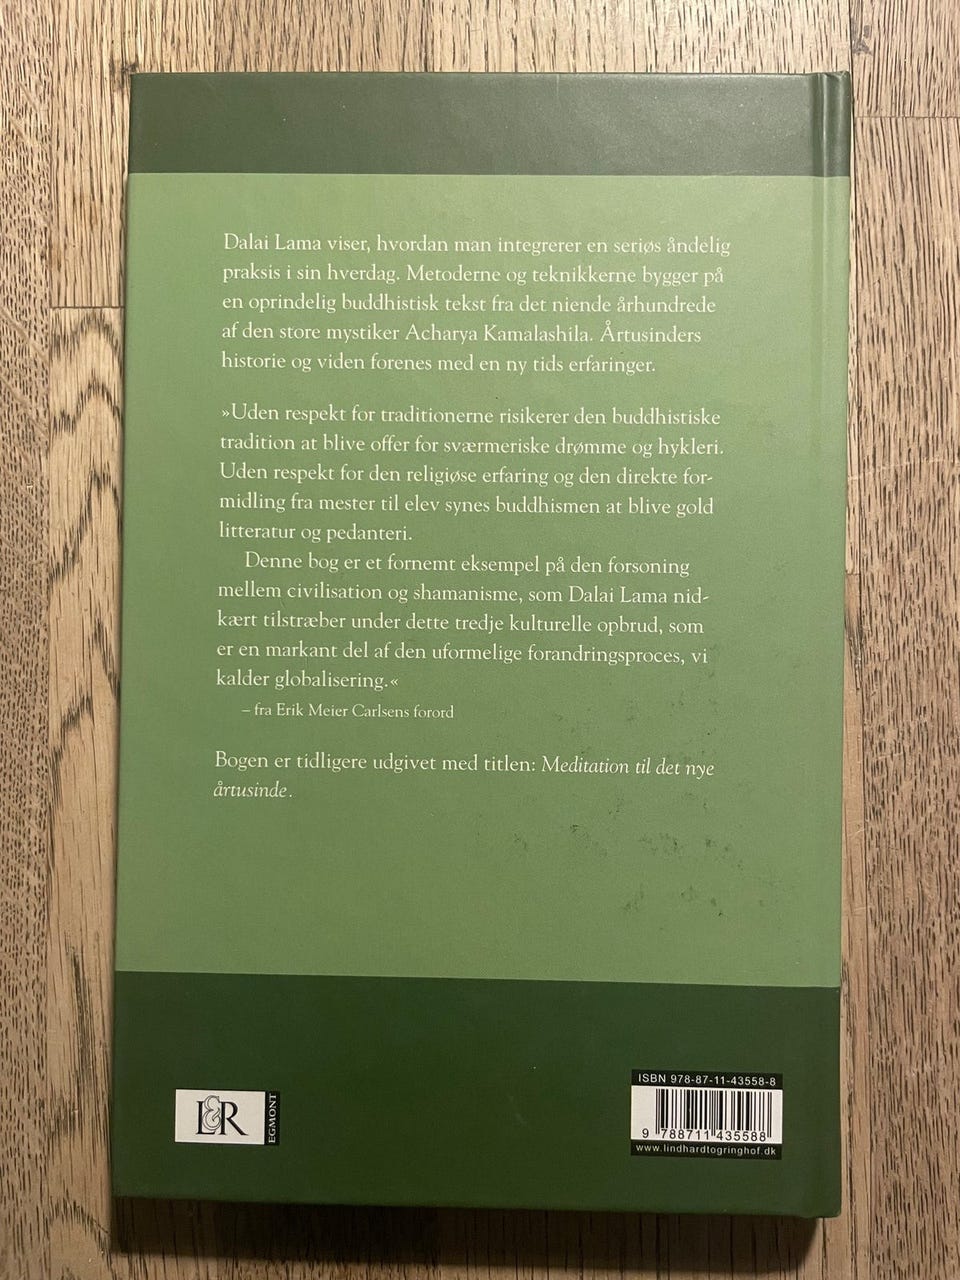 Dalai Lama viser, hvordan man integrerer en seriøs åndelig
praksis i sin hverdag. Metoderne og teknikkerne bygger på
en oprindelig buddhistisk tekst fra det niende århundrede
af den store mystiker Acharya Kamalashila. Årtusinders
historie og viden forenes med en ny tids erfaringer.
»Uden respekt for traditionerne risikerer den buddhistiske
tradition at blive offer for sværmeriske drømme og hykleri.
Uden respekt for den religiøse erfaring og den direkte for-
midling fra mester til elev synes buddhismen at blive gold
litteratur og pedanteri.
Denne bog er et fornemt eksempel på den forsoning
mellem civilisation og shamanisme, som Dalai Lama nid-
kært tilstræber under dette tredje kulturelle opbrud, som
er en markant del af den uformelige forandringsproces, vi
kalder globalisering.«
– fra Erik Meier Carlsens forord
Bogen er tidligere udgivet med titlen: Meditation til det nye
årtusinde.
L&R
EGMONT
ISBN 978-87-11-43558-8
9 788711 435588
www.lindhardtogringhof.dk